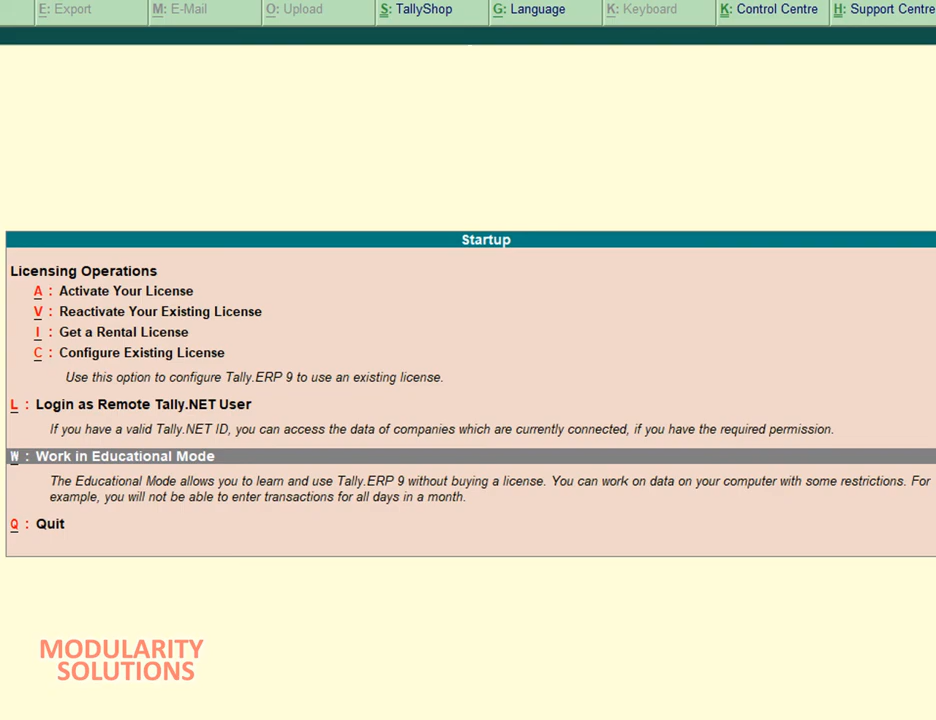 E: Export M: E-Mail O: Upload S: TallyShop G: Language K: Keyboard K: Control Centre H: Support Centre
Startup
Licensing Operations
A : Activate Your License
V : Reactivate Your Existing License
I : Get a Rental License
C : Configure Existing License
Use this option to configure Tally.ERP 9 to use an existing license.
L : Login as Remote Tally.NET User
If you have a valid Tally.NET ID, you can access the data of companies which are currently connected, if you have the required permission.
W : Work in Educational Mode
The Educational Mode allows you to learn and use Tally.ERP 9 without buying a license. You can work on data on your computer with some restrictions. For
example, you will not be able to enter transactions for all days in a month.
Q : Quit
MODULARITY
SOLUTIONS